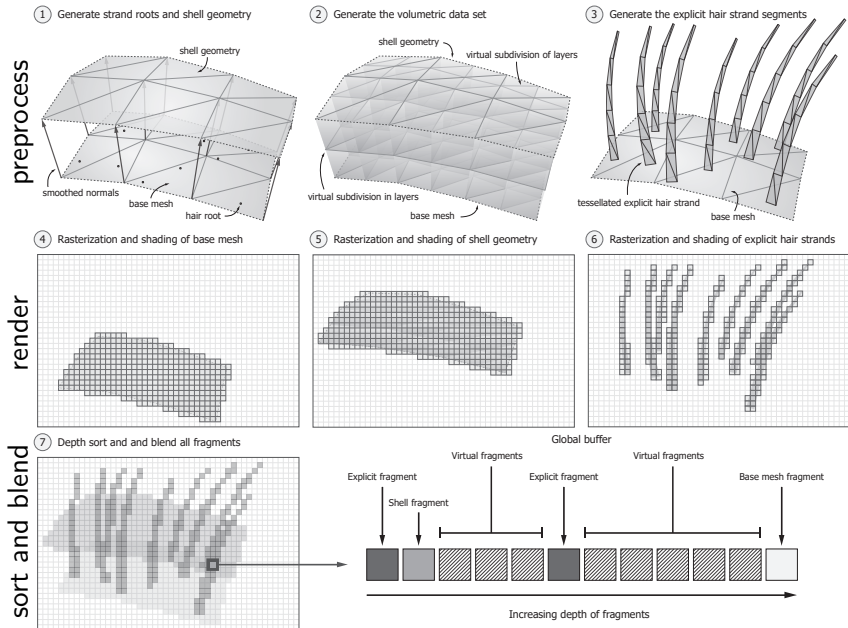 preprocess
1 Generate strand roots and shell geometry
shell geometry
smoothed normals
base mesh
hair root
2 Generate the volumetric data set
shell geometry
virtual subdivision of layers
virtual subdivision in layers
base mesh
3 Generate the explicit hair strand segments
tessellated explicit hair strand
base mesh
render
4 Rasterization and shading of base mesh
5 Rasterization and shading of shell geometry
6 Rasterization and shading of explicit hair strands
sort and blend
7 Depth sort and and blend all fragments
Global buffer
Virtual fragments
Virtual fragments
Explicit fragment
Explicit fragment
Base mesh fragment
Shell fragment
Increasing depth of fragments